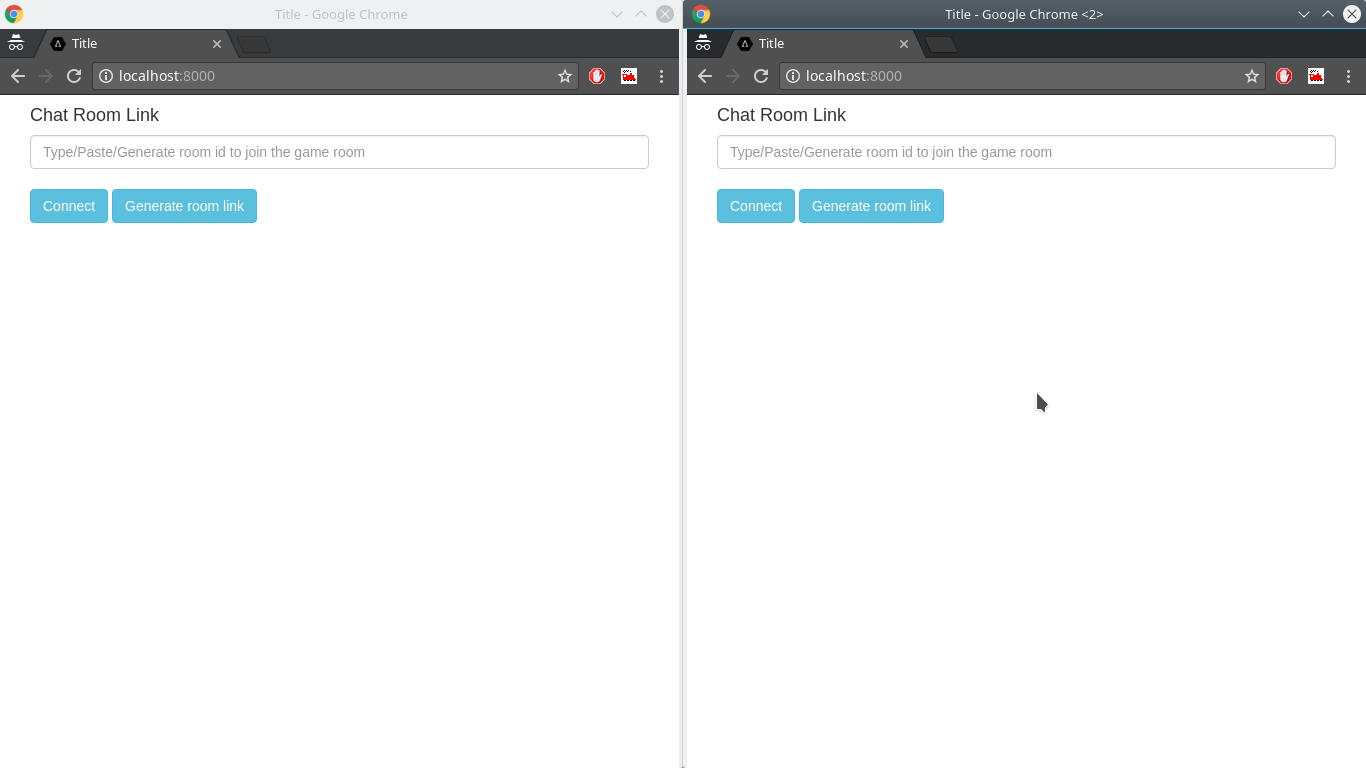 Title - Google Chrome
Title
localhost:8000
Chat Room Link
Type/Paste/Generate room id to join the game room
Connect
Generate room link
Title - Google Chrome <2>
Title
localhost:8000
Chat Room Link
Type/Paste/Generate room id to join the game room
Connect
Generate room link